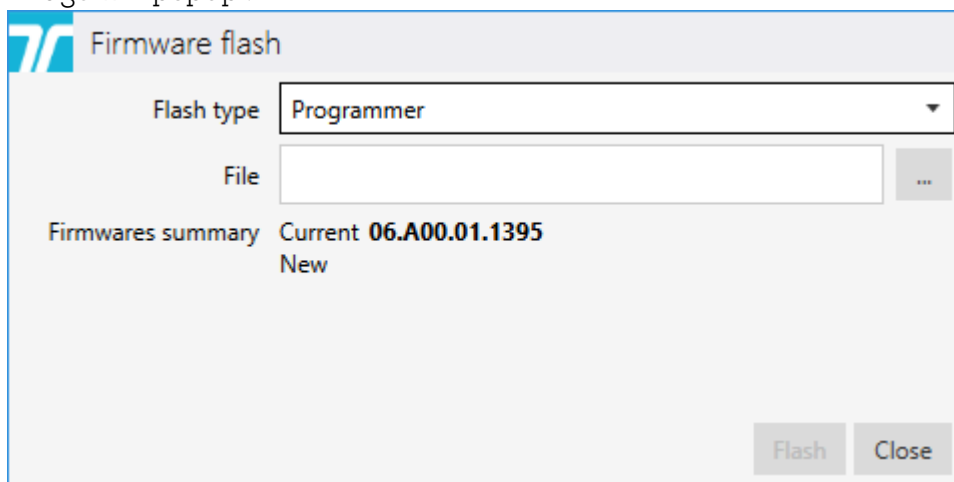 Firmware flash
Flash type Programmer
File ...
Firmwares summary Current 06.A00.01.1395
New
Flash Close